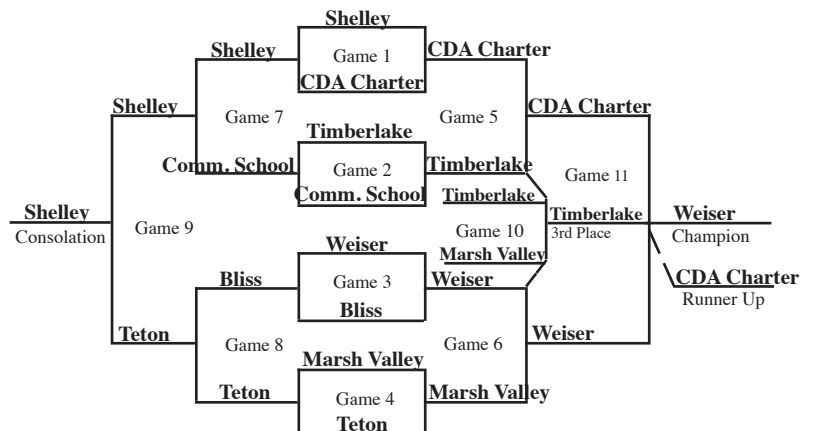 Shelley
Shelley
Game 1
CDA Charter
CDA Charter
Shelley
Game 7
Game 5
CDA Charter
Timberlake
Comm. School
Game 2
Timberlake
Game 11
Comm. School
Timberlake
Shelley
Consolation
Game 9
Game 10
Timberlake
3rd Place
Weiser
Champion
Weiser
Marsh Valley
Bliss
Game 3
Weiser
CDA Charter
Runner Up
Bliss
Teton
Game 8
Game 6
Weiser
Marsh Valley
Teton
Game 4
Marsh Valley
Teton